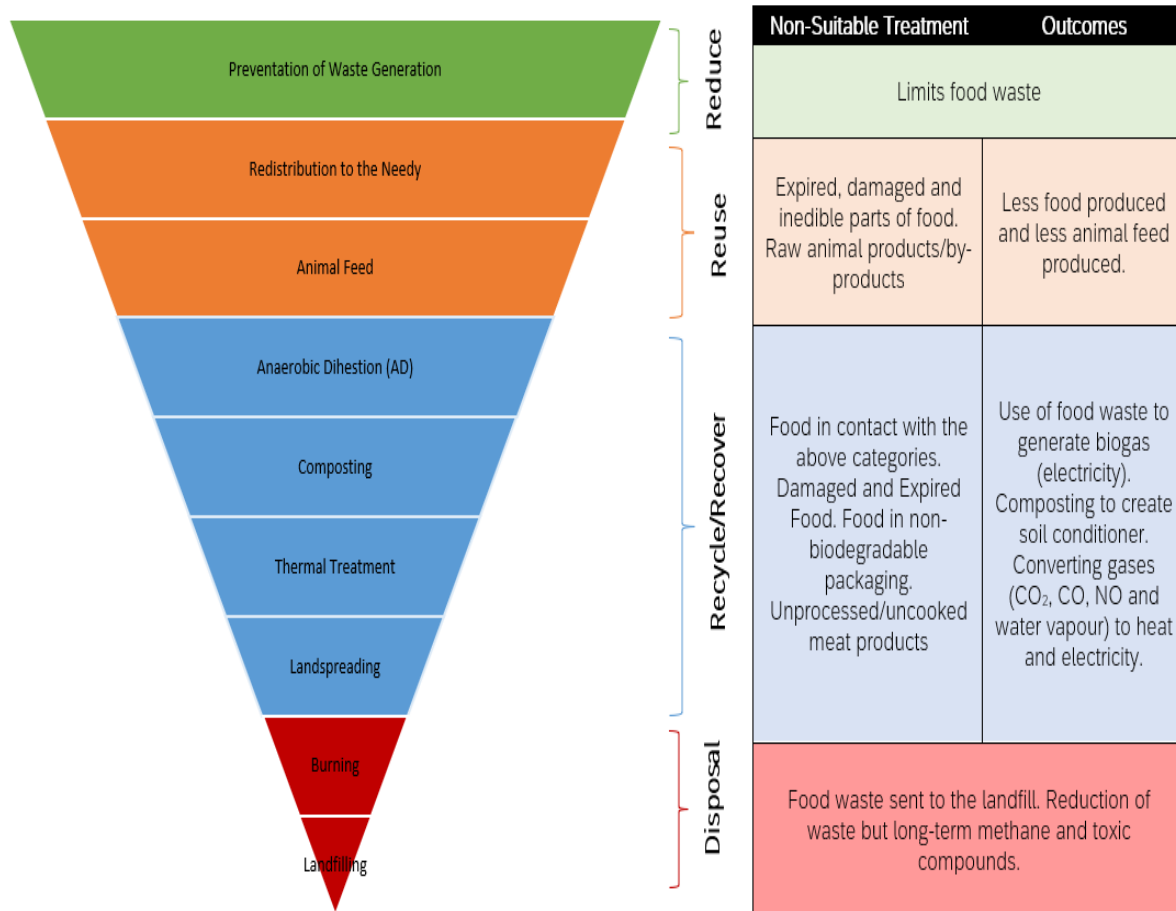 Preventation of Waste Generation
Redistribution to the Needy
Animal Feed
Anaerobic Dihestion (AD)
Composting
Thermal Treatment
Landspreading
Burning
Landfilling
Reduce
Reuse
Recycle/Recover
Disposal
Non-Suitable Treatment
Outcomes
Limits food waste
Expired, damaged and
inedible parts of food.
Raw animal products/by-
products
Less food produced
and less animal feed
produced.
Food in contact with the
above categories.
Damaged and Expired
Food. Food in non-
biodegradable
packaging.
Unprocessed/uncooked
meat products
Use of food waste to
generate biogas
(electricity).
Composting to create
soil conditioner.
Converting gases
(CO₂, CO, NO and
water vapour) to heat
and electricity.
Food waste sent to the landfill. Reduction of
waste but long-term methane and toxic
compounds.